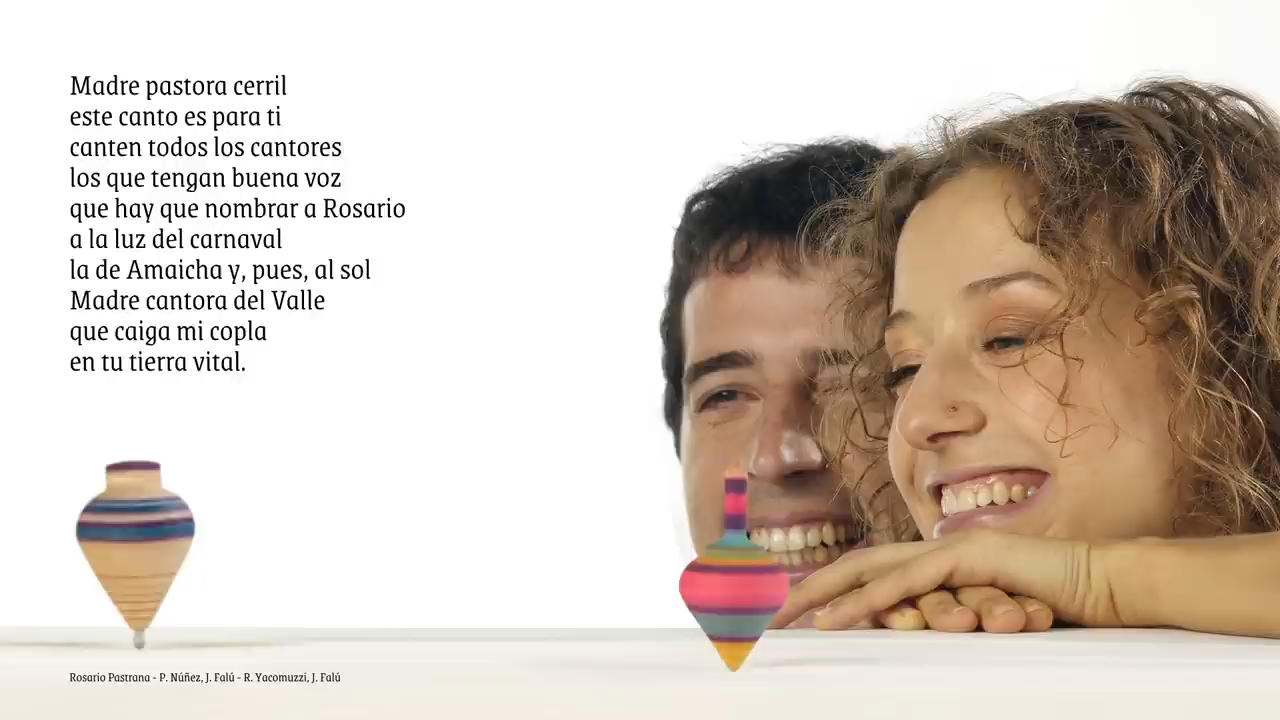 Madre pastora cerril
este canto es para ti
canten todos los cantores
los que tengan buena voz
que hay que nombrar a Rosario
a la luz del carnaval
la de Amaicha y, pues, al sol
Madre cantora del Valle
que caiga mi copla
en tu tierra vital.
Rosario Pastrana - P. Núñez, J. Falú - R. Yacomuzzi, J. Falú